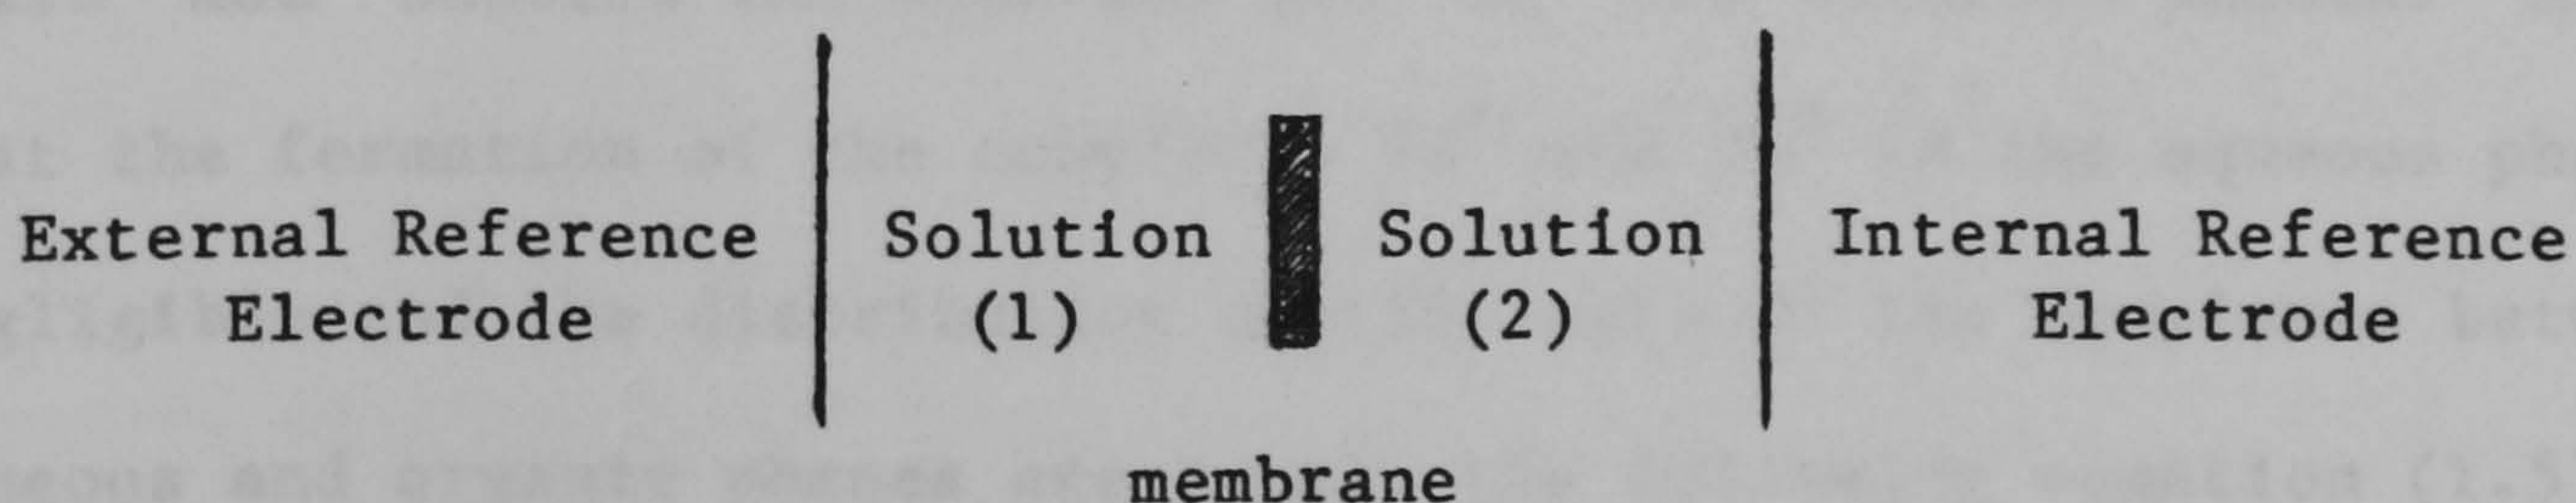 External Reference Solution Solution Internal Reference
Electrode (1) (2) Electrode
membrane